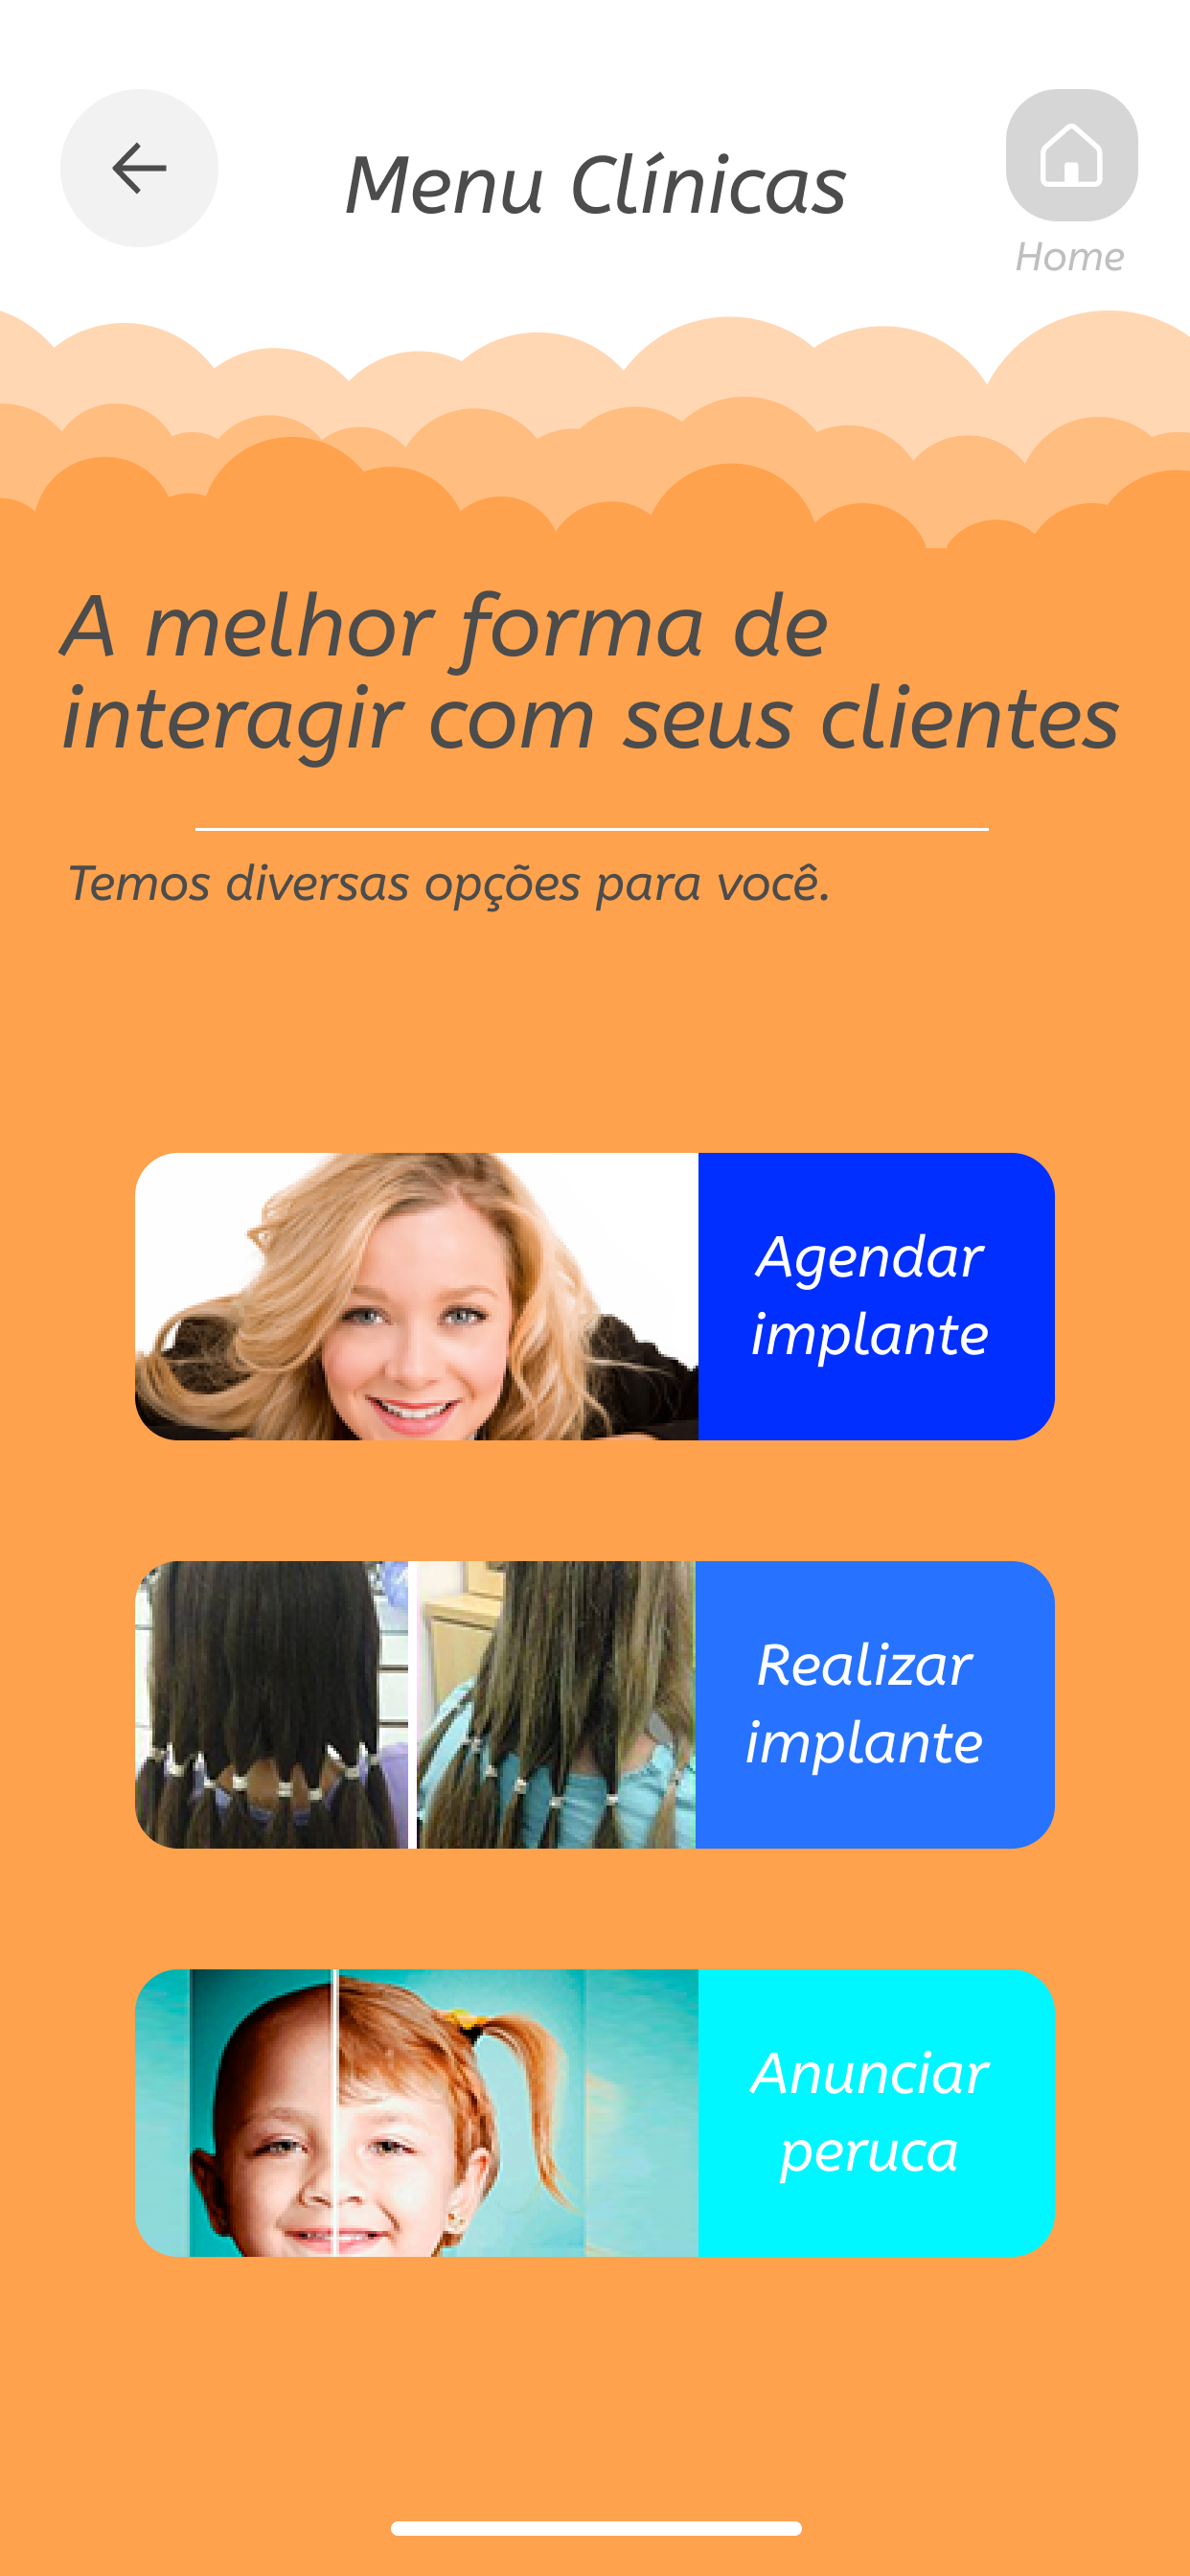 Menu Clínicas
Home
A melhor forma de
interagir com seus clientes
Temos diversas opções para você.
Agendar
implante
Realizar
implante
Anunciar
peruca